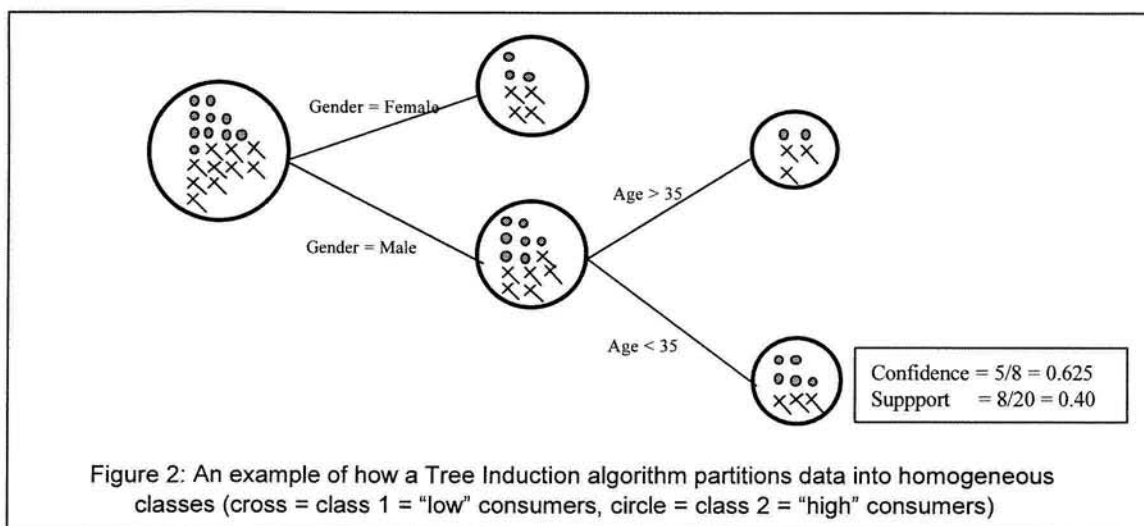 Gender = Female
Age > 35
Gender = Male
Age < 35
Confidence = 5/8 = 0.625
Suppport = 8/20 = 0.40
Figure 2: An example of how a Tree Induction algorithm partitions data into homogeneous
classes (cross = class 1 = "low" consumers, circle = class 2 = "high" consumers)